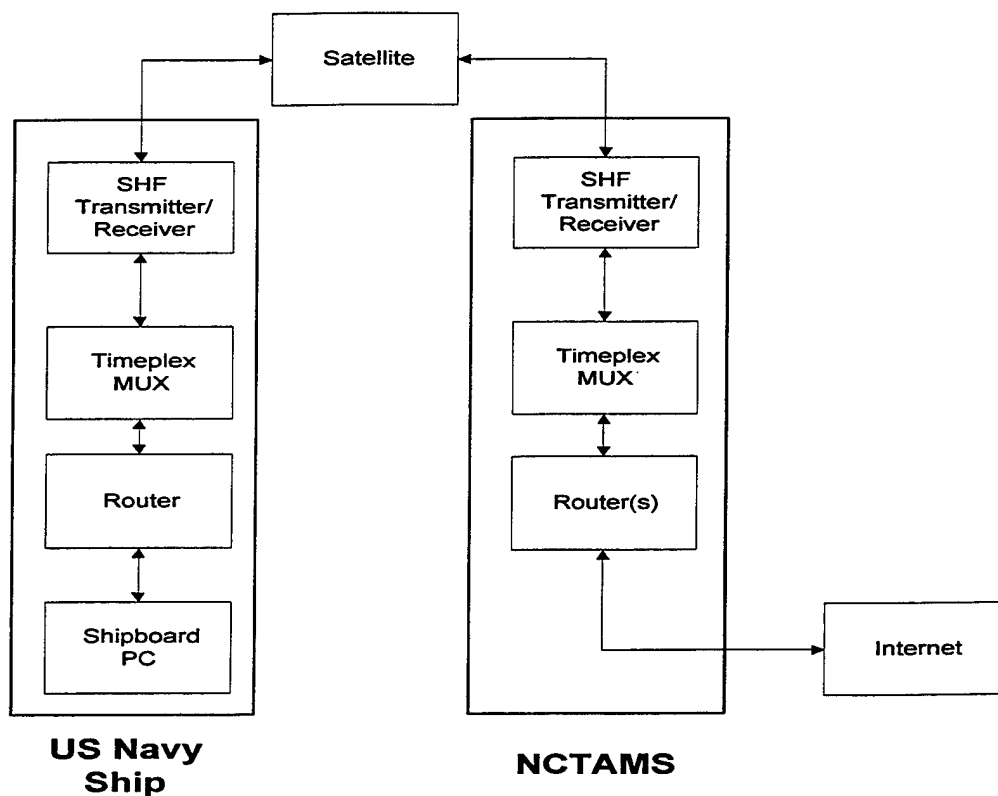 Satellite
SHF
Transmitter/
Receiver
Timeplex
MUX
Router
Shipboard
PC
US Navy
Ship
SHF
Transmitter/
Receiver
Timeplex
MUX
Router(s)
NCTAMS
Internet